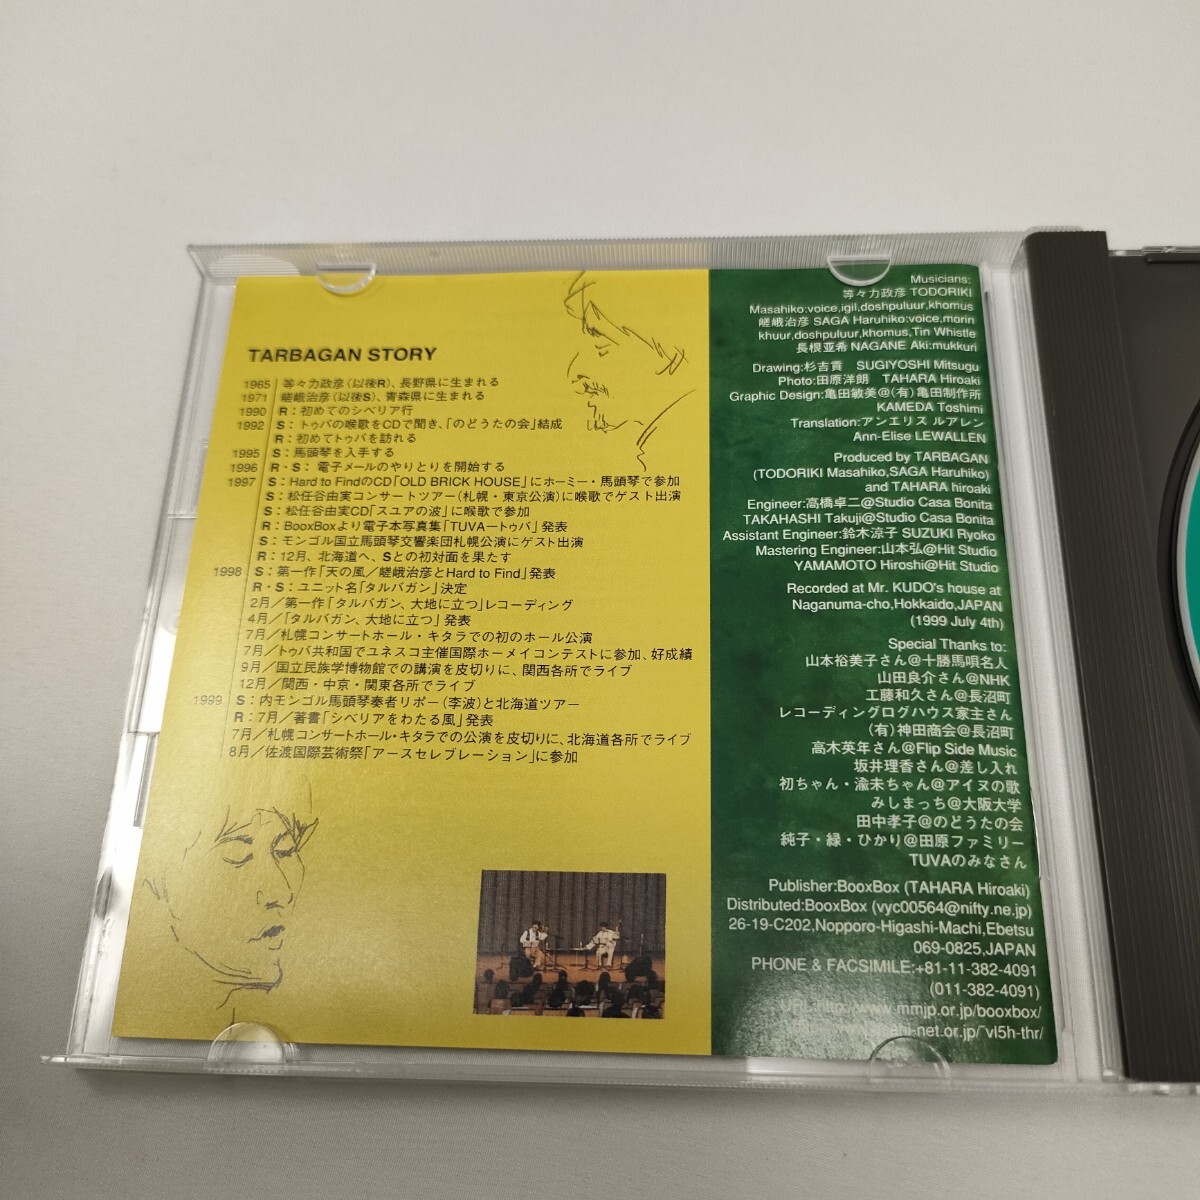 TARBAGAN STORY
1965 等々力政彦(以後R)、長野県に生まれる
1971 嵯峨治彦(以後S)、青森県に生まれる
1990 R:初めてのシベリア行
1992 S:トゥバの喉歌をCDで聞き、「のどうたの会」結成
R:初めてトゥバを訪れる
1995 S:馬頭琴を入手する
1996 R・S:電子メールのやりとりを開始する
1997 S:Hard to FindのCD「OLD BRICK HOUSE」にホーミー・馬頭琴で参加
S:松任谷由実コンサートツアー(札幌・東京公演)に喉歌でゲスト出演
S:松任谷由実CD「スユアの波」に喉歌で参加
R:BooxBoxより電子本写真集「TUVAートゥバ」発表
S:モンゴル国立馬頭琴交響楽団札幌公演にゲスト出演
R:12月、北海道へ、Sとの初対面を果たす
1998 S:第一作「天の風/嵯峨治彦とHard to Find」発表
R・S:ユニット名「タルバガン」決定
2月/第一作「タルバガン、大地に立つ」レコーディング
4月/「タルバガン、大地に立つ」発表
7月/札幌コンサートホール・キタラでの初のホール公演
7月/トゥバ共和国でユネスコ主催国際ホーメイコンテストに参加、好成績
9月/国立民族学博物館での講演を皮切りに、関西各所でライブ
12月/関西・中京・関東各所でライブ
1999 S:内モンゴル馬頭琴奏者リポー(李波)と北海道ツアー
R:7月/著書「シベリアをわたる風」発表
7月/札幌コンサートホール・キタラでの公演を皮切りに、北海道各所でライブ
8月/佐渡国際芸術祭「アースセレブレーション」に参加
Musicians:
等々力政彦 TODORIKI
Masahiko:voice,igil,doshpuluur,khomus
嵯峨治彦 SAGA Haruhiko:voice,morin
khuur,doshpuluur,khomus,Tin Whistle
長根亜希 NAGANE Aki:mukkuri
Drawing:杉吉貢 SUGIYOSHI Mitsugu
Photo:田原洋朗 TAHARA Hiroaki
Graphic Design:亀田敏美@(有)亀田制作所
KAMEDA Toshimi
Translation:アンエリス ルアレン
Ann-Elise LEWALLEN
Produced by TARBAGAN
(TODORIKI Masahiko,SAGA Haruhiko)
and TAHARA hiroaki
Engineer:高橋卓二@Studio Casa Bonita
TAKAHASHI Takuji@Studio Casa Bonita
Assistant Engineer:鈴木涼子 SUZUKI Ryoko
Mastering Engineer:山本弘@Hit Studio
YAMAMOTO Hiroshi@Hit Studio
Recorded at Mr. KUDO's house at
Naganuma-cho,Hokkaido,JAPAN
(1999 July 4th)
Special Thanks to:
山本裕美子さん@十勝馬唄名人
山田良介さん@NHK
工藤和久さん@長沼町
レコーディングログハウス家主さん
(有)神田商会@長沼町
高木英年さん@Flip Side Music
坂井理香さん@差し入れ
初ちゃん・渝未ちゃん@アイヌの歌
みしまっち@大阪大学
田中孝子@のどうたの会
純子・緑・ひかり@田原ファミリー
TUVAのみなさん
Publisher:BooxBox (TAHARA Hiroaki)
Distributed:BooxBox (vyc00564@nifty.ne.jp)
26-19-C202,Nopporo-Higashi-Machi,Ebetsu
069-0825,JAPAN
PHONE & FACSIMILE:+81-11-382-4091
(011-382-4091)
URL:http://www.mmjp.or.jp/booxbox/
-net.or.jp/~vl5h-thr/